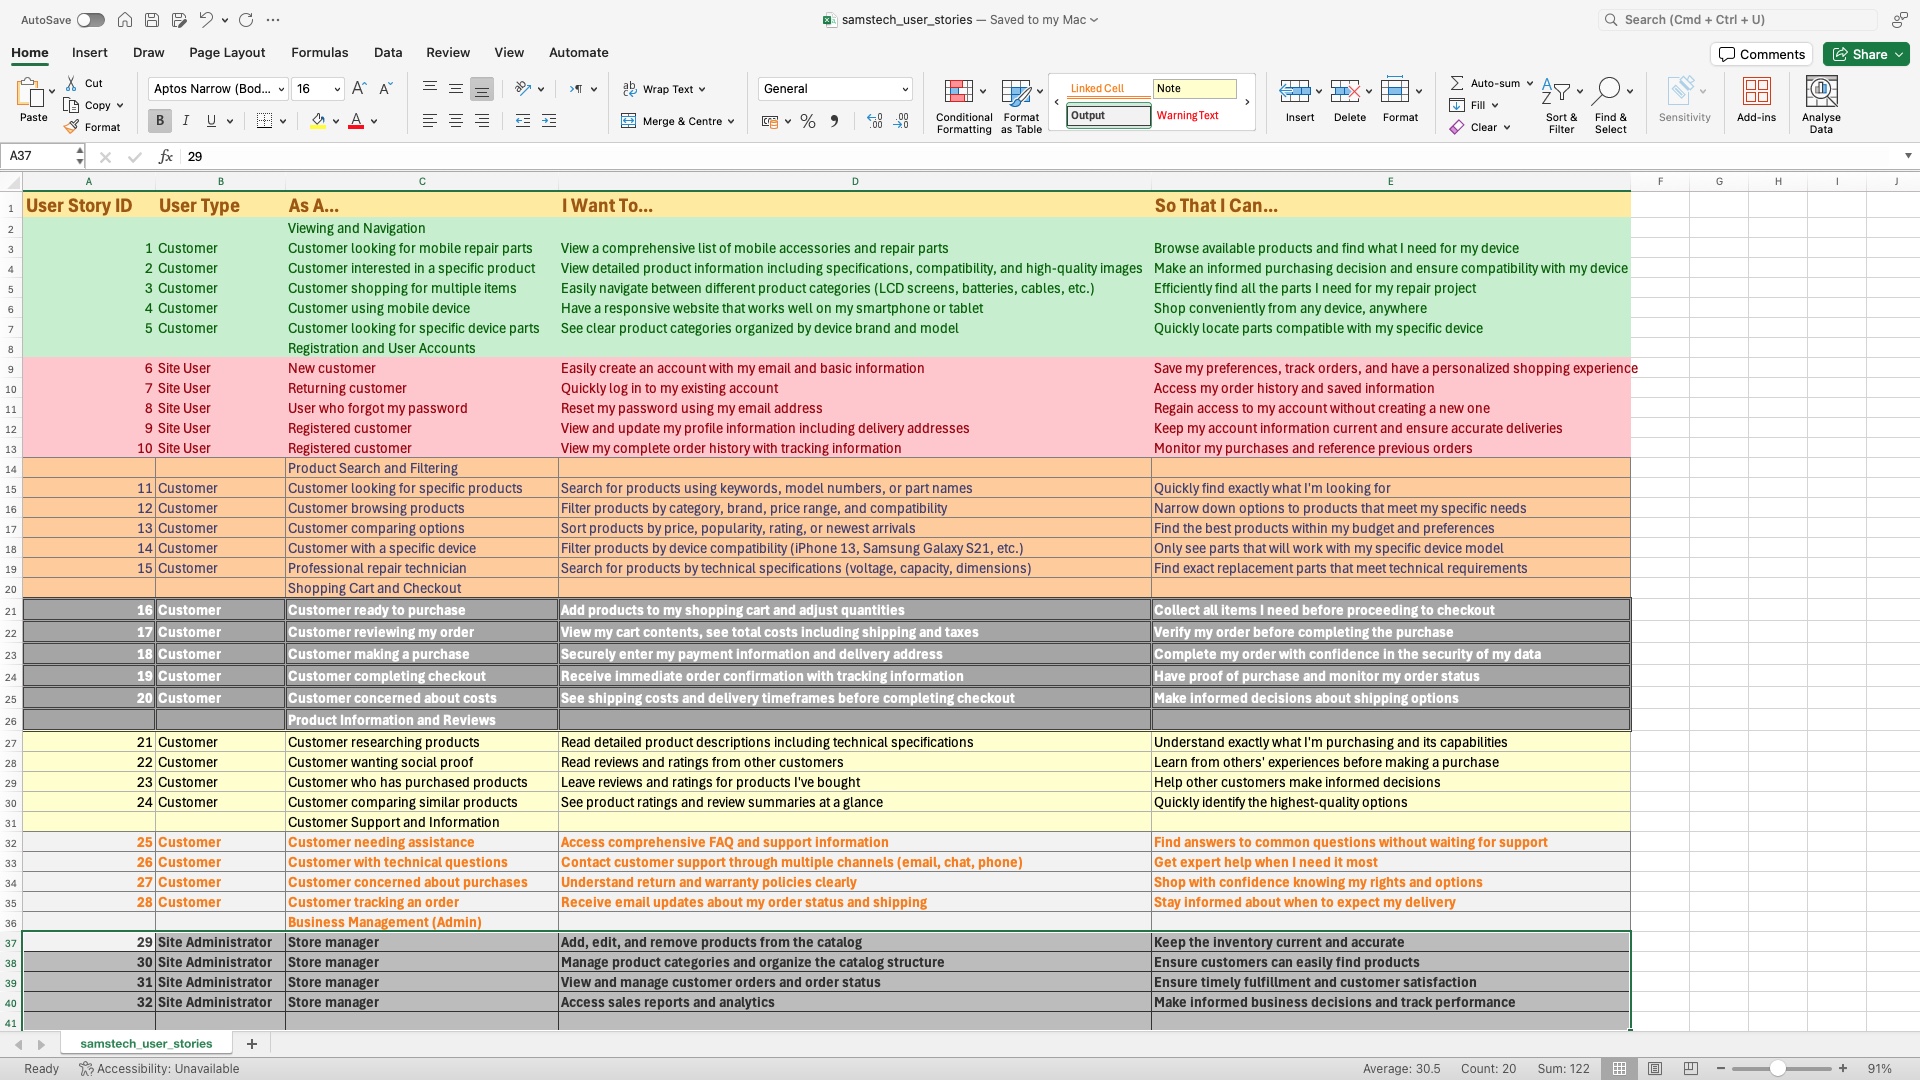 AutoSave
samstech_user_stories — Saved to my Mac
Search (Cmd + Ctrl + U)
Home Insert Draw Page Layout Formulas Data Review View Automate
Comments Share
Paste
Cut
Copy
Format
Aptos Narrow (Bod... 16
A^ A
B I U A
ab Wrap Text
Merge & Centre
General
% 9
Conditional Formatting
Format as Table
Linked Cell Note
Output Warning Text
Insert Delete Format
Auto-sum
Fill
Clear
Sort & Filter
Find & Select
Sensitivity
Add-ins
Analyse Data
A37 fx 29
A B C D E F G H I J
1 User Story ID User Type As A... I Want To... So That I Can...
2 Viewing and Navigation
3 1 Customer Customer looking for mobile repair parts View a comprehensive list of mobile accessories and repair parts Browse available products and find what I need for my device
4 2 Customer Customer interested in a specific product View detailed product information including specifications, compatibility, and high-quality images Make an informed purchasing decision and ensure compatibility with my device
5 3 Customer Customer shopping for multiple items Easily navigate between different product categories (LCD screens, batteries, cables, etc.) Efficiently find all the parts I need for my repair project
6 4 Customer Customer using mobile device Have a responsive website that works well on my smartphone or tablet Shop conveniently from any device, anywhere
7 5 Customer Customer looking for specific device parts See clear product categories organized by device brand and model Quickly locate parts compatible with my specific device
8 Registration and User Accounts
9 6 Site User New customer Easily create an account with my email and basic information Save my preferences, track orders, and have a personalized shopping experience
10 7 Site User Returning customer Quickly log in to my existing account Access my order history and saved information
11 8 Site User User who forgot my password Reset my password using my email address Regain access to my account without creating a new one
12 9 Site User Registered customer View and update my profile information including delivery addresses Keep my account information current and ensure accurate deliveries
13 10 Site User Registered customer View my complete order history with tracking information Monitor my purchases and reference previous orders
14 Product Search and Filtering
15 11 Customer Customer looking for specific products Search for products using keywords, model numbers, or part names Quickly find exactly what I'm looking for
16 12 Customer Customer browsing products Filter products by category, brand, price range, and compatibility Narrow down options to products that meet my specific needs
17 13 Customer Customer comparing options Sort products by price, popularity, rating, or newest arrivals Find the best products within my budget and preferences
18 14 Customer Customer with a specific device Filter products by device compatibility (iPhone 13, Samsung Galaxy S21, etc.) Only see parts that will work with my specific device model
19 15 Customer Professional repair technician Search for products by technical specifications (voltage, capacity, dimensions) Find exact replacement parts that meet technical requirements
20 Shopping Cart and Checkout
21 16 Customer Customer ready to purchase Add products to my shopping cart and adjust quantities Collect all items I need before proceeding to checkout
22 17 Customer Customer reviewing my order View my cart contents, see total costs including shipping and taxes Verify my order before completing the purchase
23 18 Customer Customer making a purchase Securely enter my payment information and delivery address Complete my order with confidence in the security of my data
24 19 Customer Customer completing checkout Receive immediate order confirmation with tracking information Have proof of purchase and monitor my order status
25 20 Customer Customer concerned about costs See shipping costs and delivery timeframes before completing checkout Make informed decisions about shipping options
26 Product Information and Reviews
27 21 Customer Customer researching products Read detailed product descriptions including technical specifications Understand exactly what I'm purchasing and its capabilities
28 22 Customer Customer wanting social proof Read reviews and ratings from other customers Learn from others' experiences before making a purchase
29 23 Customer Customer who has purchased products Leave reviews and ratings for products I've bought Help other customers make informed decisions
30 24 Customer Customer comparing similar products See product ratings and review summaries at a glance Quickly identify the highest-quality options
31 Customer Support and Information
32 25 Customer Customer needing assistance Access comprehensive FAQ and support information Find answers to common questions without waiting for support
33 26 Customer Customer with technical questions Contact customer support through multiple channels (email, chat, phone) Get expert help when I need it most
34 27 Customer Customer concerned about purchases Understand return and warranty policies clearly Shop with confidence knowing my rights and options
35 28 Customer Customer tracking an order Receive email updates about my order status and shipping Stay informed about when to expect my delivery
36 Business Management (Admin)
37 29 Site Administrator Store manager Add, edit, and remove products from the catalog Keep the inventory current and accurate
38 30 Site Administrator Store manager Manage product categories and organize the catalog structure Ensure customers can easily find products
39 31 Site Administrator Store manager View and manage customer orders and order status Ensure timely fulfillment and customer satisfaction
40 32 Site Administrator Store manager Access sales reports and analytics Make informed business decisions and track performance
41
samstech_user_stories +
Ready Accessibility: Unavailable Average: 30.5 Count: 20 Sum: 122 91%